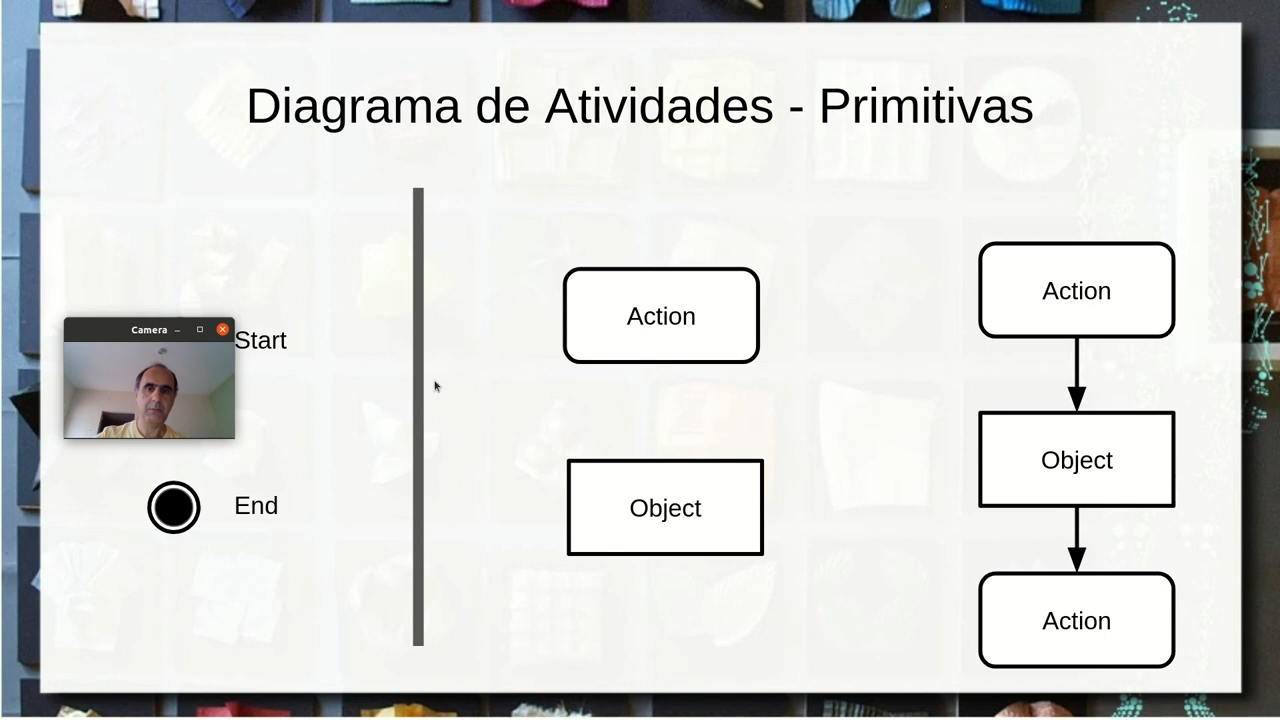 Diagrama de Atividades - Primitivas
Camera
Start
End
Action
Object
Action
Object
Action